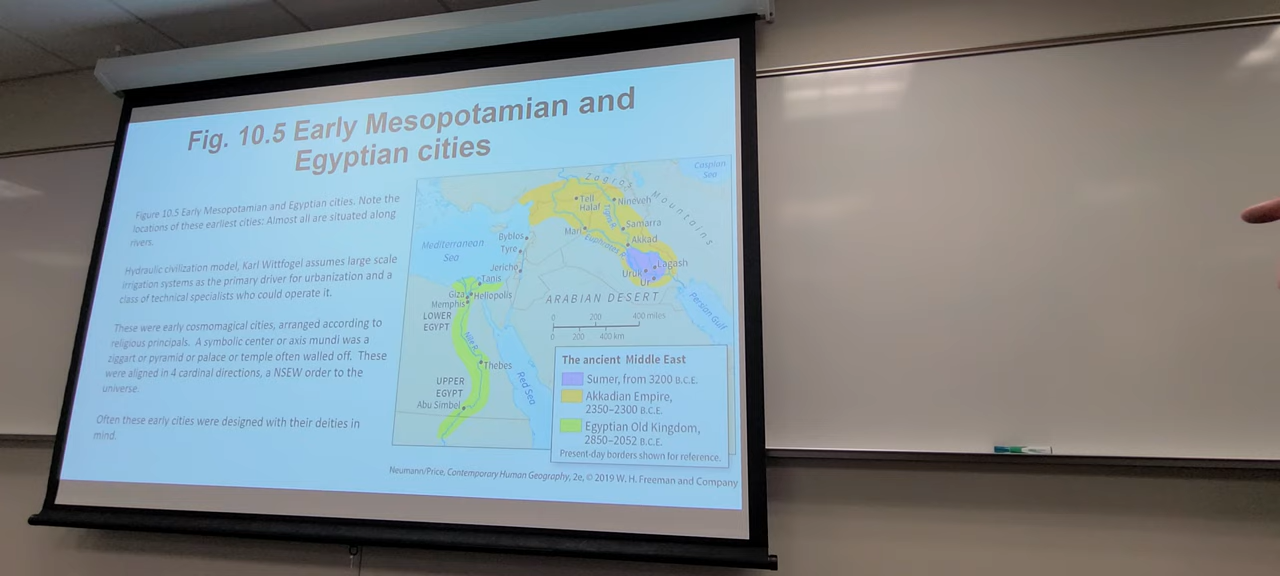 Fig. 10.5 Early Mesopotamian and
Egyptian cities
Figure 10.5 Early Mesopotamian and Egyptian cities. Note the
locations of these earliest cities: Almost all are situated along
rivers.
Hydraulic civilization model, Karl Wittfogel assumes large scale
irrigation systems as the primary driver for urbanization and a
class of technical specialists who could operate it.
These were early cosmomagical cities, arranged according to
religious principals. A symbolic center or axis mundi was a
ziggart or pyramid or palace or temple often walled off. These
were aligned in 4 cardinal directions, a NSEW order to the
universe.
Often these early cities were designed with their deities in
mind.
Caspian
Sea
Zagros Mountains
Tell
Halaf
Nineveh
Tigris
Samarra
Mari
Euphrates R.
Akkad
Byblos
Mediterranean
Sea
Tyre
Jericho
Lagash
Uruk
Ur
Tanis
Giza
Heliopolis
Memphis
LOWER
EGYPT
ARABIAN DESERT
Persian Gulf
0 200 400 miles
0 200 400 km
Nile R.
Thebes
Red Sea
UPPER
EGYPT
Abu Simbel
The ancient Middle East
Sumer, from 3200 B.C.E.
Akkadian Empire,
2350–2300 B.C.E.
Egyptian Old Kingdom,
2850–2052 B.C.E.
Present-day borders shown for reference.
Neumann/Price, Contemporary Human Geography, 2e, © 2019 W. H. Freeman and Company